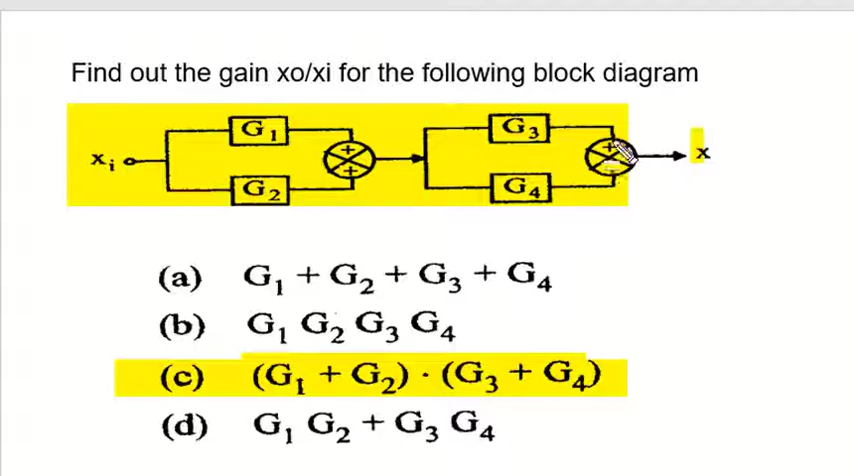 Find out the gain xo/xi for the following block diagram
G₁ G₃
xᵢ x
G₂ G₄
(a) G₁ + G₂ + G₃ + G₄
(b) G₁ G₂ G₃ G₄
(c) (G₁ + G₂) · (G₃ + G₄)
(d) G₁ G₂ + G₃ G₄